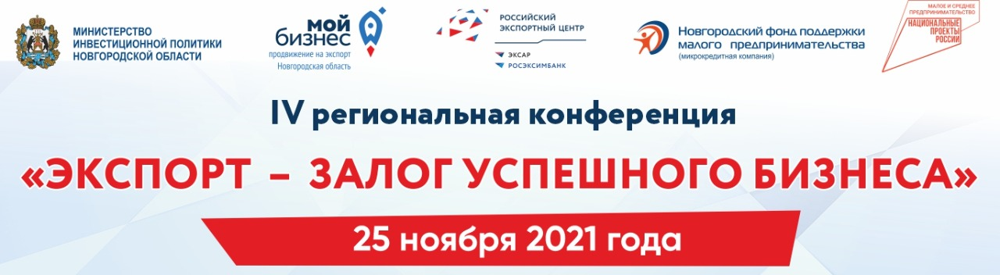 МИНИСТЕРСТВО
ИНВЕСТИЦИОННОЙ ПОЛИТИКИ
НОВГОРОДСКОЙ ОБЛАСТИ
мой
бизнес
продвижение на экспорт
Новгородская область
РОССИЙСКИЙ
ЭКСПОРТНЫЙ ЦЕНТР
ЭКСАР
РОСЭКСИМБАНК
Новгородский фонд поддержки
малого предпринимательства
(микрокредитная компания)
МАЛОЕ И СРЕДНЕЕ
ПРЕДПРИНИМАТЕЛЬСТВО
НАЦИОНАЛЬНЫЕ
ПРОЕКТЫ
РОССИИ
IV региональная конференция
«ЭКСПОРТ – ЗАЛОГ УСПЕШНОГО БИЗНЕСА»
25 ноября 2021 года